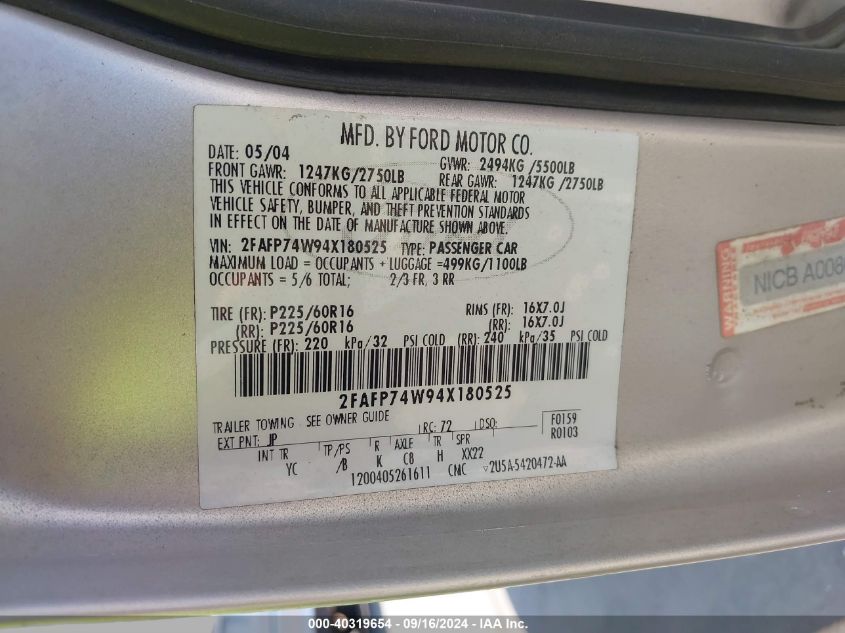 MFD. BY FORD MOTOR CO.
DATE: 05/04 GVWR: 2494KG /5500LB
FRONT GAWR: 1247KG/2750LB REAR GAWR: 1247KG /2750LB
THIS VEHICLE CONFORMS TO ALL APPLICABLE FEDERAL MOTOR
VEHICLE SAFETY, BUMPER, AND THEFT PREVENTION STANDARDS
IN EFFECT ON THE DATE OF MANUFACTURE SHOWN ABOVE.
VIN: 2FAFP74W94X180525 TYPE: PASSENGER CAR
MAXIMUM LOAD = OCCUPANTS + LUGGAGE =499KG/1100LB
OCCUPANTS = 5/6 TOTAL; 2/3 FR, 3 RR
TIRE (FR): P225/60R16 RINS (FR): 16X7.0J
(RR): P225/60R16 (RR): 16X7.0J
PRESSURE (FR): 220 kPa/32 PSI COLD (RR): 240 kPa/35 PSI COLD
2FAFP74W94X180525
TRAILER TOWING - SEE OWNER GUIDE
EXT PNT: JP RC: 72 DSO: F0159
R0103
INT TR TP/PS R AXLE TR SPR
YC /B K C8 H XX22
1200405261611 CMC 2U5A-5420472-AA
WARNING
NICB A008
000-40319654 - 09/16/2024 - IAA Inc.